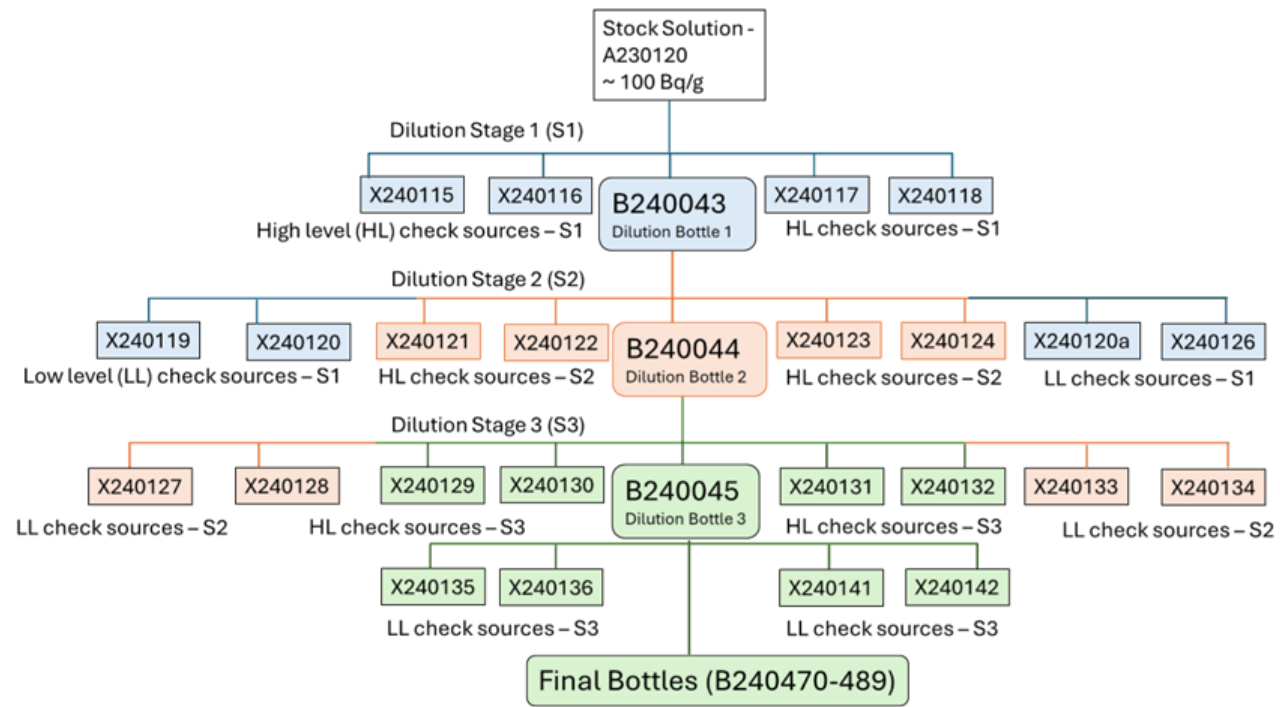 Stock Solution -
A230120
~ 100 Bq/g
Dilution Stage 1 (S1)
X240115
X240116
B240043
Dilution Bottle 1
X240117
X240118
High level (HL) check sources – S1
HL check sources – S1
Dilution Stage 2 (S2)
X240119
X240120
X240121
X240122
B240044
Dilution Bottle 2
X240123
X240124
X240120a
X240126
Low level (LL) check sources – S1
HL check sources – S2
HL check sources – S2
LL check sources – S1
Dilution Stage 3 (S3)
X240127
X240128
X240129
X240130
B240045
Dilution Bottle 3
X240131
X240132
X240133
X240134
LL check sources – S2
HL check sources – S3
HL check sources – S3
LL check sources – S2
X240135
X240136
X240141
X240142
LL check sources – S3
LL check sources – S3
Final Bottles (B240470-489)